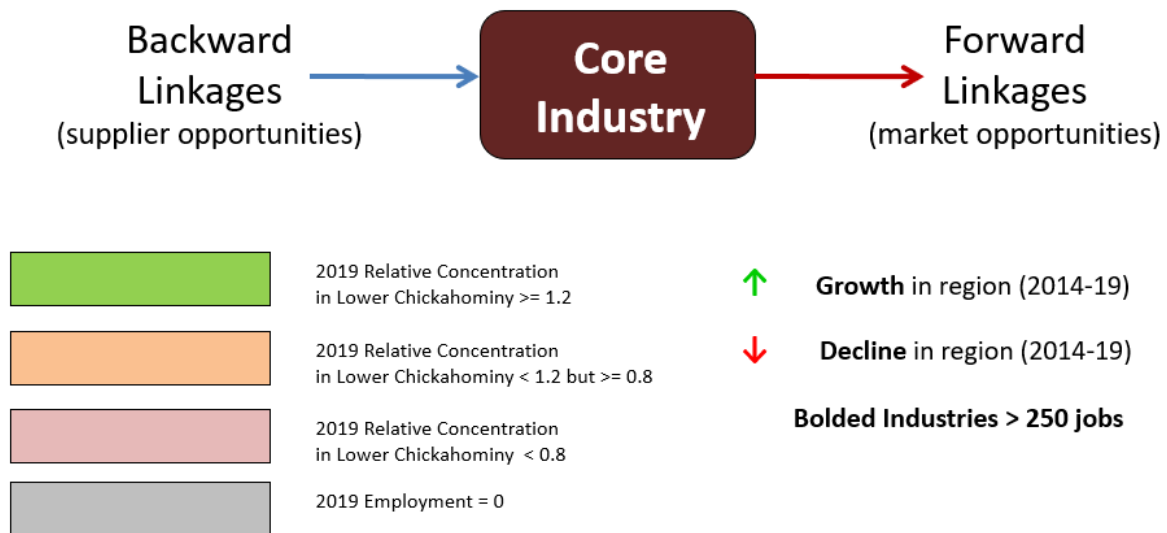 Backward
Linkages
(supplier opportunities)
Core
Industry
Forward
Linkages
(market opportunities)
2019 Relative Concentration
in Lower Chickahominy >= 1.2
2019 Relative Concentration
in Lower Chickahominy < 1.2 but >= 0.8
2019 Relative Concentration
in Lower Chickahominy < 0.8
2019 Employment = 0
Growth in region (2014-19)
Decline in region (2014-19)
Bolded Industries > 250 jobs